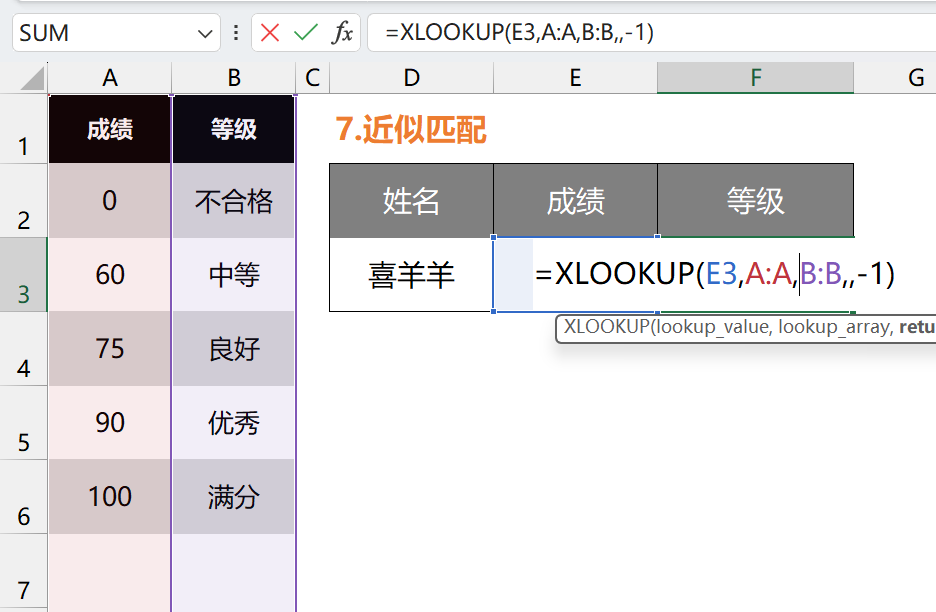 SUM
=XLOOKUP(E3,A:A,B:B,,-1)
A B C D E F G
1 成绩 等级 7.近似匹配
2 0 不合格 姓名 成绩 等级
3 60 中等 喜羊羊 =XLOOKUP(E3,A:A,B:B,,-1)
XLOOKUP(lookup_value, lookup_array, retu
4 75 良好
5 90 优秀
6 100 满分
7